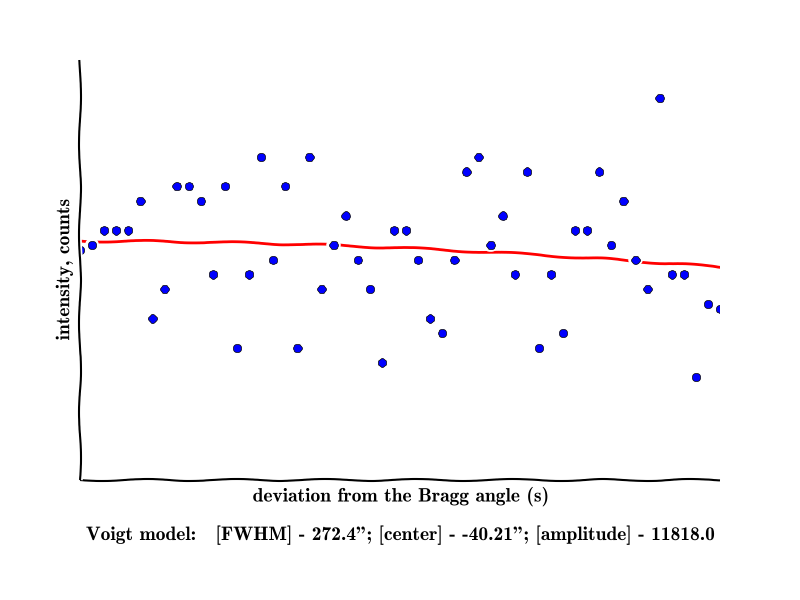 intensity, counts
deviation from the Bragg angle (s)
Voigt model: [FWHM] - 272.4”; [center] - -40.21”; [amplitude] - 11818.0